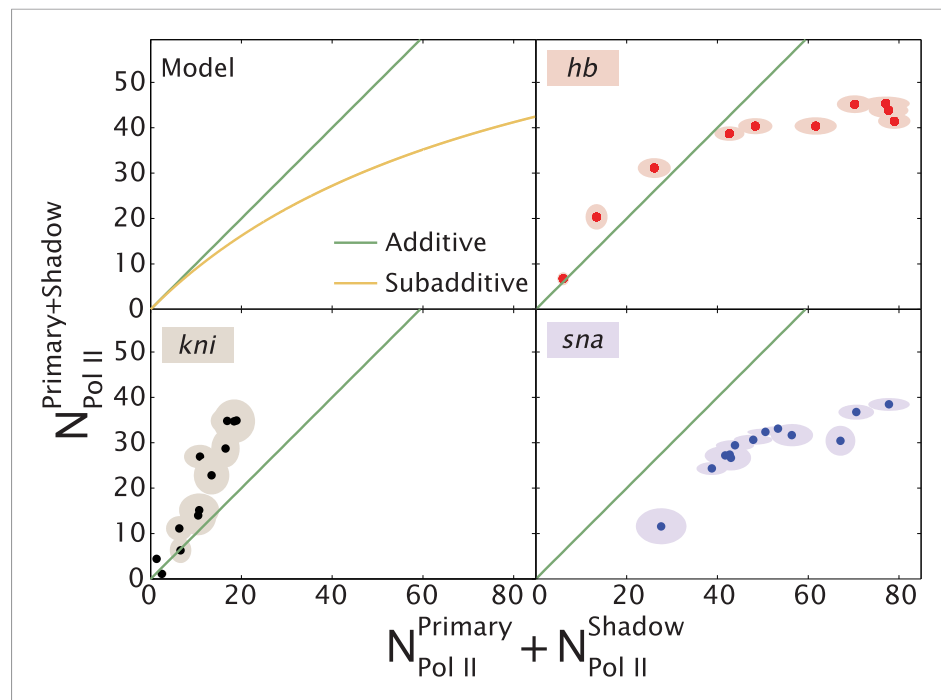 N Primary+Shadow Pol II
50
40
30
20
10
0
Model
Additive
Subadditive
hb
50
40
30
20
10
0
kni
sna
0 20 40 60 80 0 20 40 60 80
N Primary Pol II + N Shadow Pol II